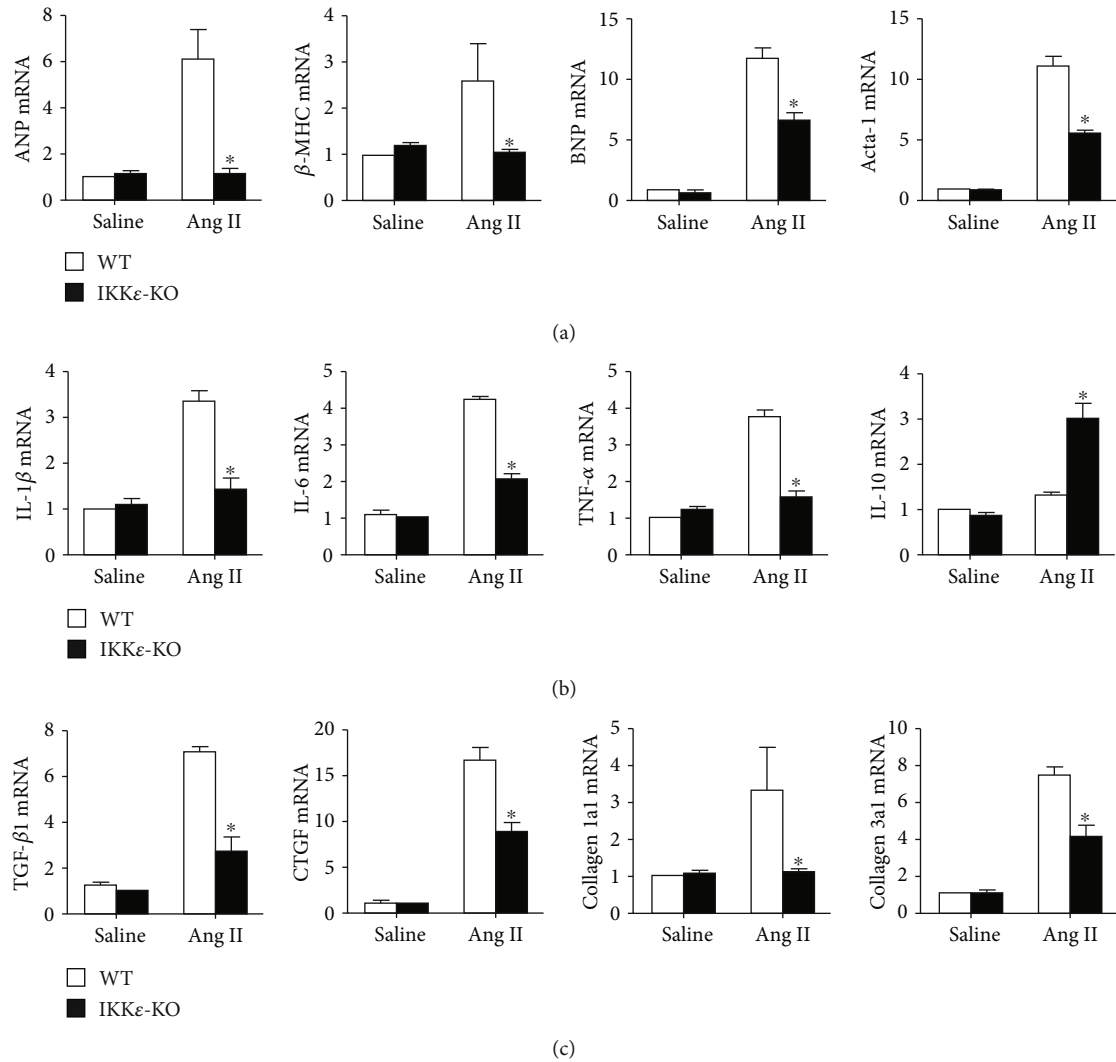 ANP mRNA
8
6
4
2
0
Saline
Ang II
*
β-MHC mRNA
4
3
2
1
0
Saline
Ang II
*
BNP mRNA
15
10
5
0
Saline
Ang II
*
Acta-1 mRNA
15
10
5
0
Saline
Ang II
*
WT
IKKε-KO
(a)
IL-1β mRNA
4
3
2
1
0
Saline
Ang II
*
IL-6 mRNA
5
4
3
2
1
0
Saline
Ang II
*
TNF-α mRNA
5
4
3
2
1
0
Saline
Ang II
*
IL-10 mRNA
4
3
2
1
0
Saline
Ang II
*
WT
IKKε-KO
(b)
TGF-β1 mRNA
8
6
4
2
0
Saline
Ang II
*
CTGF mRNA
20
15
10
5
0
Saline
Ang II
*
Collagen 1a1 mRNA
5
4
3
2
1
0
Saline
Ang II
*
Collagen 3a1 mRNA
10
8
6
4
2
0
Saline
Ang II
*
WT
IKKε-KO
(c)